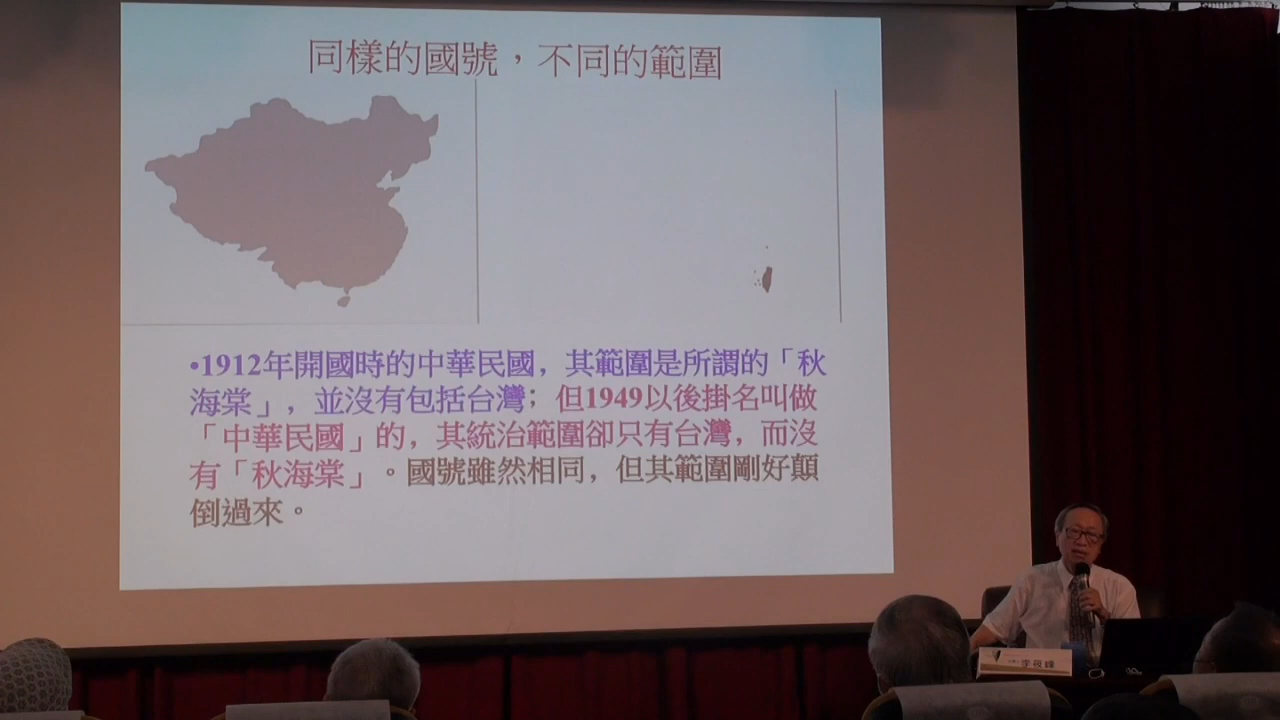 同樣的國號，不同的範圍
•1912年開國時的中華民國，其範圍是所謂的「秋
海棠」，並沒有包括台灣；但1949以後掛名叫做
「中華民國」的，其統治範圍卻只有台灣，而沒
有「秋海棠」。國號雖然相同，但其範圍剛好顛
倒過來。
李筱峰